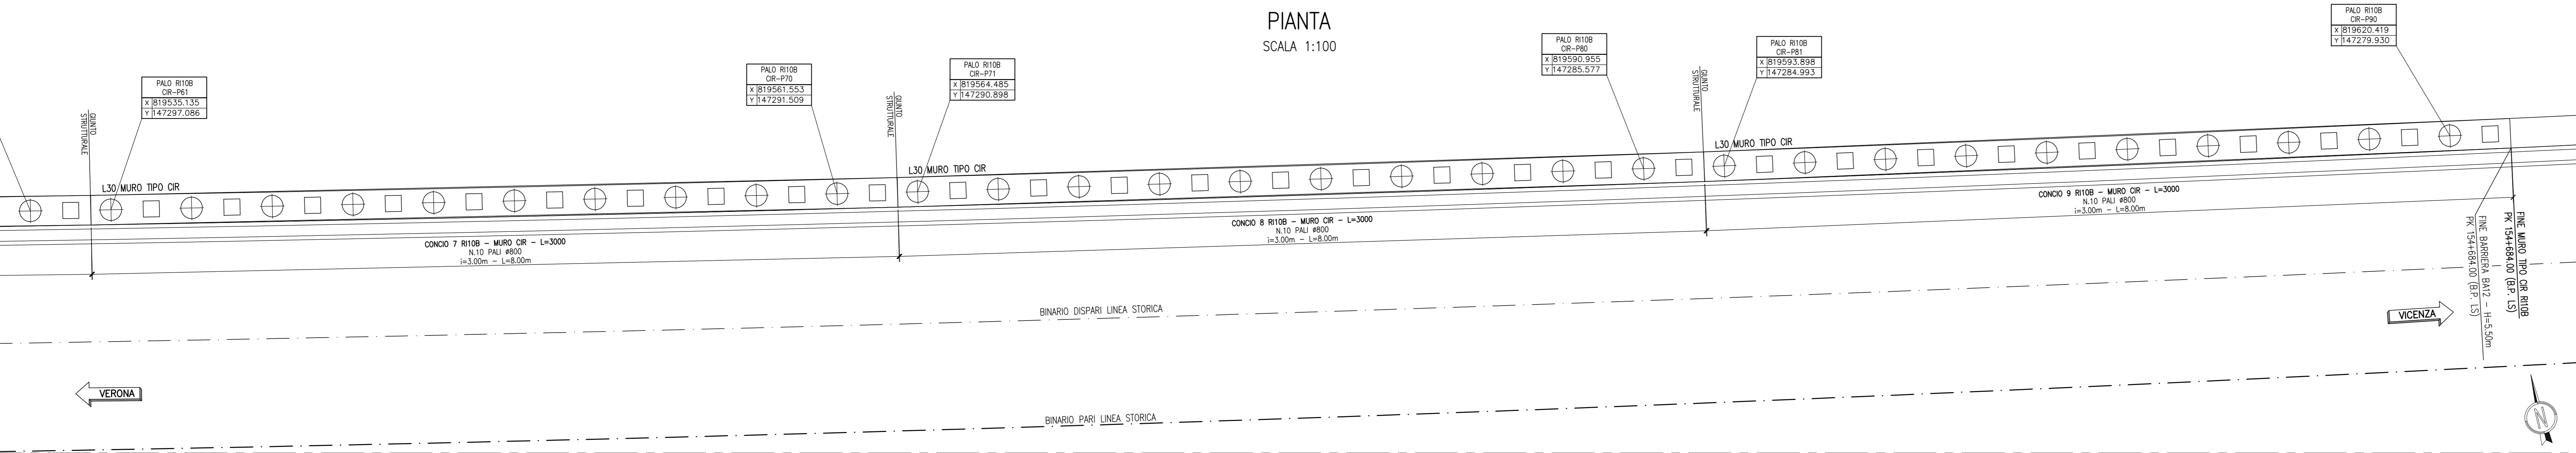 PIANTA
SCALA 1:100
PALO RI10B
CIR-P61
X 819535.135
Y 147297.086
PALO RI10B
CIR-P70
X 819561.553
Y 147291.509
PALO RI10B
CIR-P71
X 819564.485
Y 147290.898
PALO RI10B
CIR-P80
X 819590.955
Y 147285.577
PALO RI10B
CIR-P81
X 819593.898
Y 147284.993
PALO RI10B
CIR-P90
X 819620.419
Y 147279.930
GIUNTO
STRUTTURALE
GIUNTO
STRUTTURALE
GIUNTO
STRUTTURALE
L30 MURO TIPO CIR
L30 MURO TIPO CIR
L30 MURO TIPO CIR
CONCIO 7 RI10B - MURO CIR - L=3000
N.10 PALI ø800
i=3.00m - L=8.00m
CONCIO 8 RI10B - MURO CIR - L=3000
N.10 PALI ø800
i=3.00m - L=8.00m
CONCIO 9 RI10B - MURO CIR - L=3000
N.10 PALI ø800
i=3.00m - L=8.00m
FINE MURO TIPO CIR RI10B
PK 154+684.00 (B.P. LS)
FINE BARRIERA BA12 - H=5.50m
PK 154+684.00 (B.P. LS)
BINARIO DISPARI LINEA STORICA
VICENZA
VERONA
BINARIO PARI LINEA STORICA
N